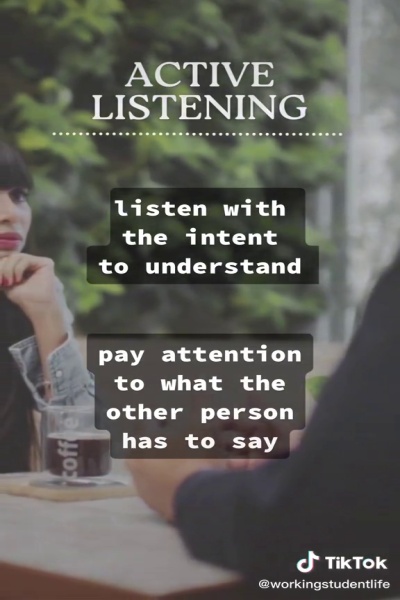 ACTIVE
LISTENING
listen with
the intent
to understand
pay attention
to what the
other person
has to say
coffee
TikTok
@workingstudentlife